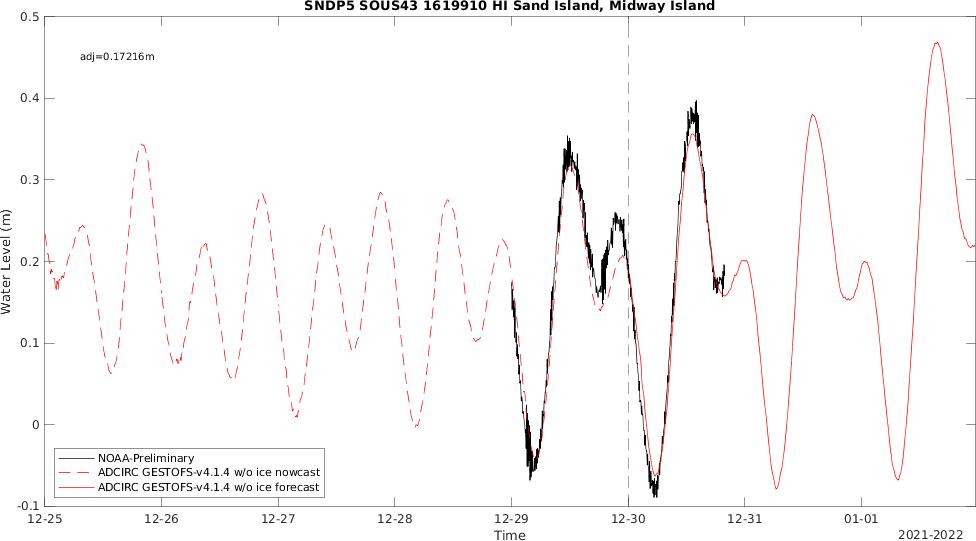 SNDP5 SOUS43 1619910 HI Sand Island, Midway Island
0.5
adj=0.17216m
0.4
0.3
Water Level (m)
0.2
0.1
0
NOAA-Preliminary
ADCIRC GESTOFS-v4.1.4 w/o ice nowcast
ADCIRC GESTOFS-v4.1.4 w/o ice forecast
-0.1
12-25 12-26 12-27 12-28 12-29 12-30 12-31 01-01
Time
2021-2022